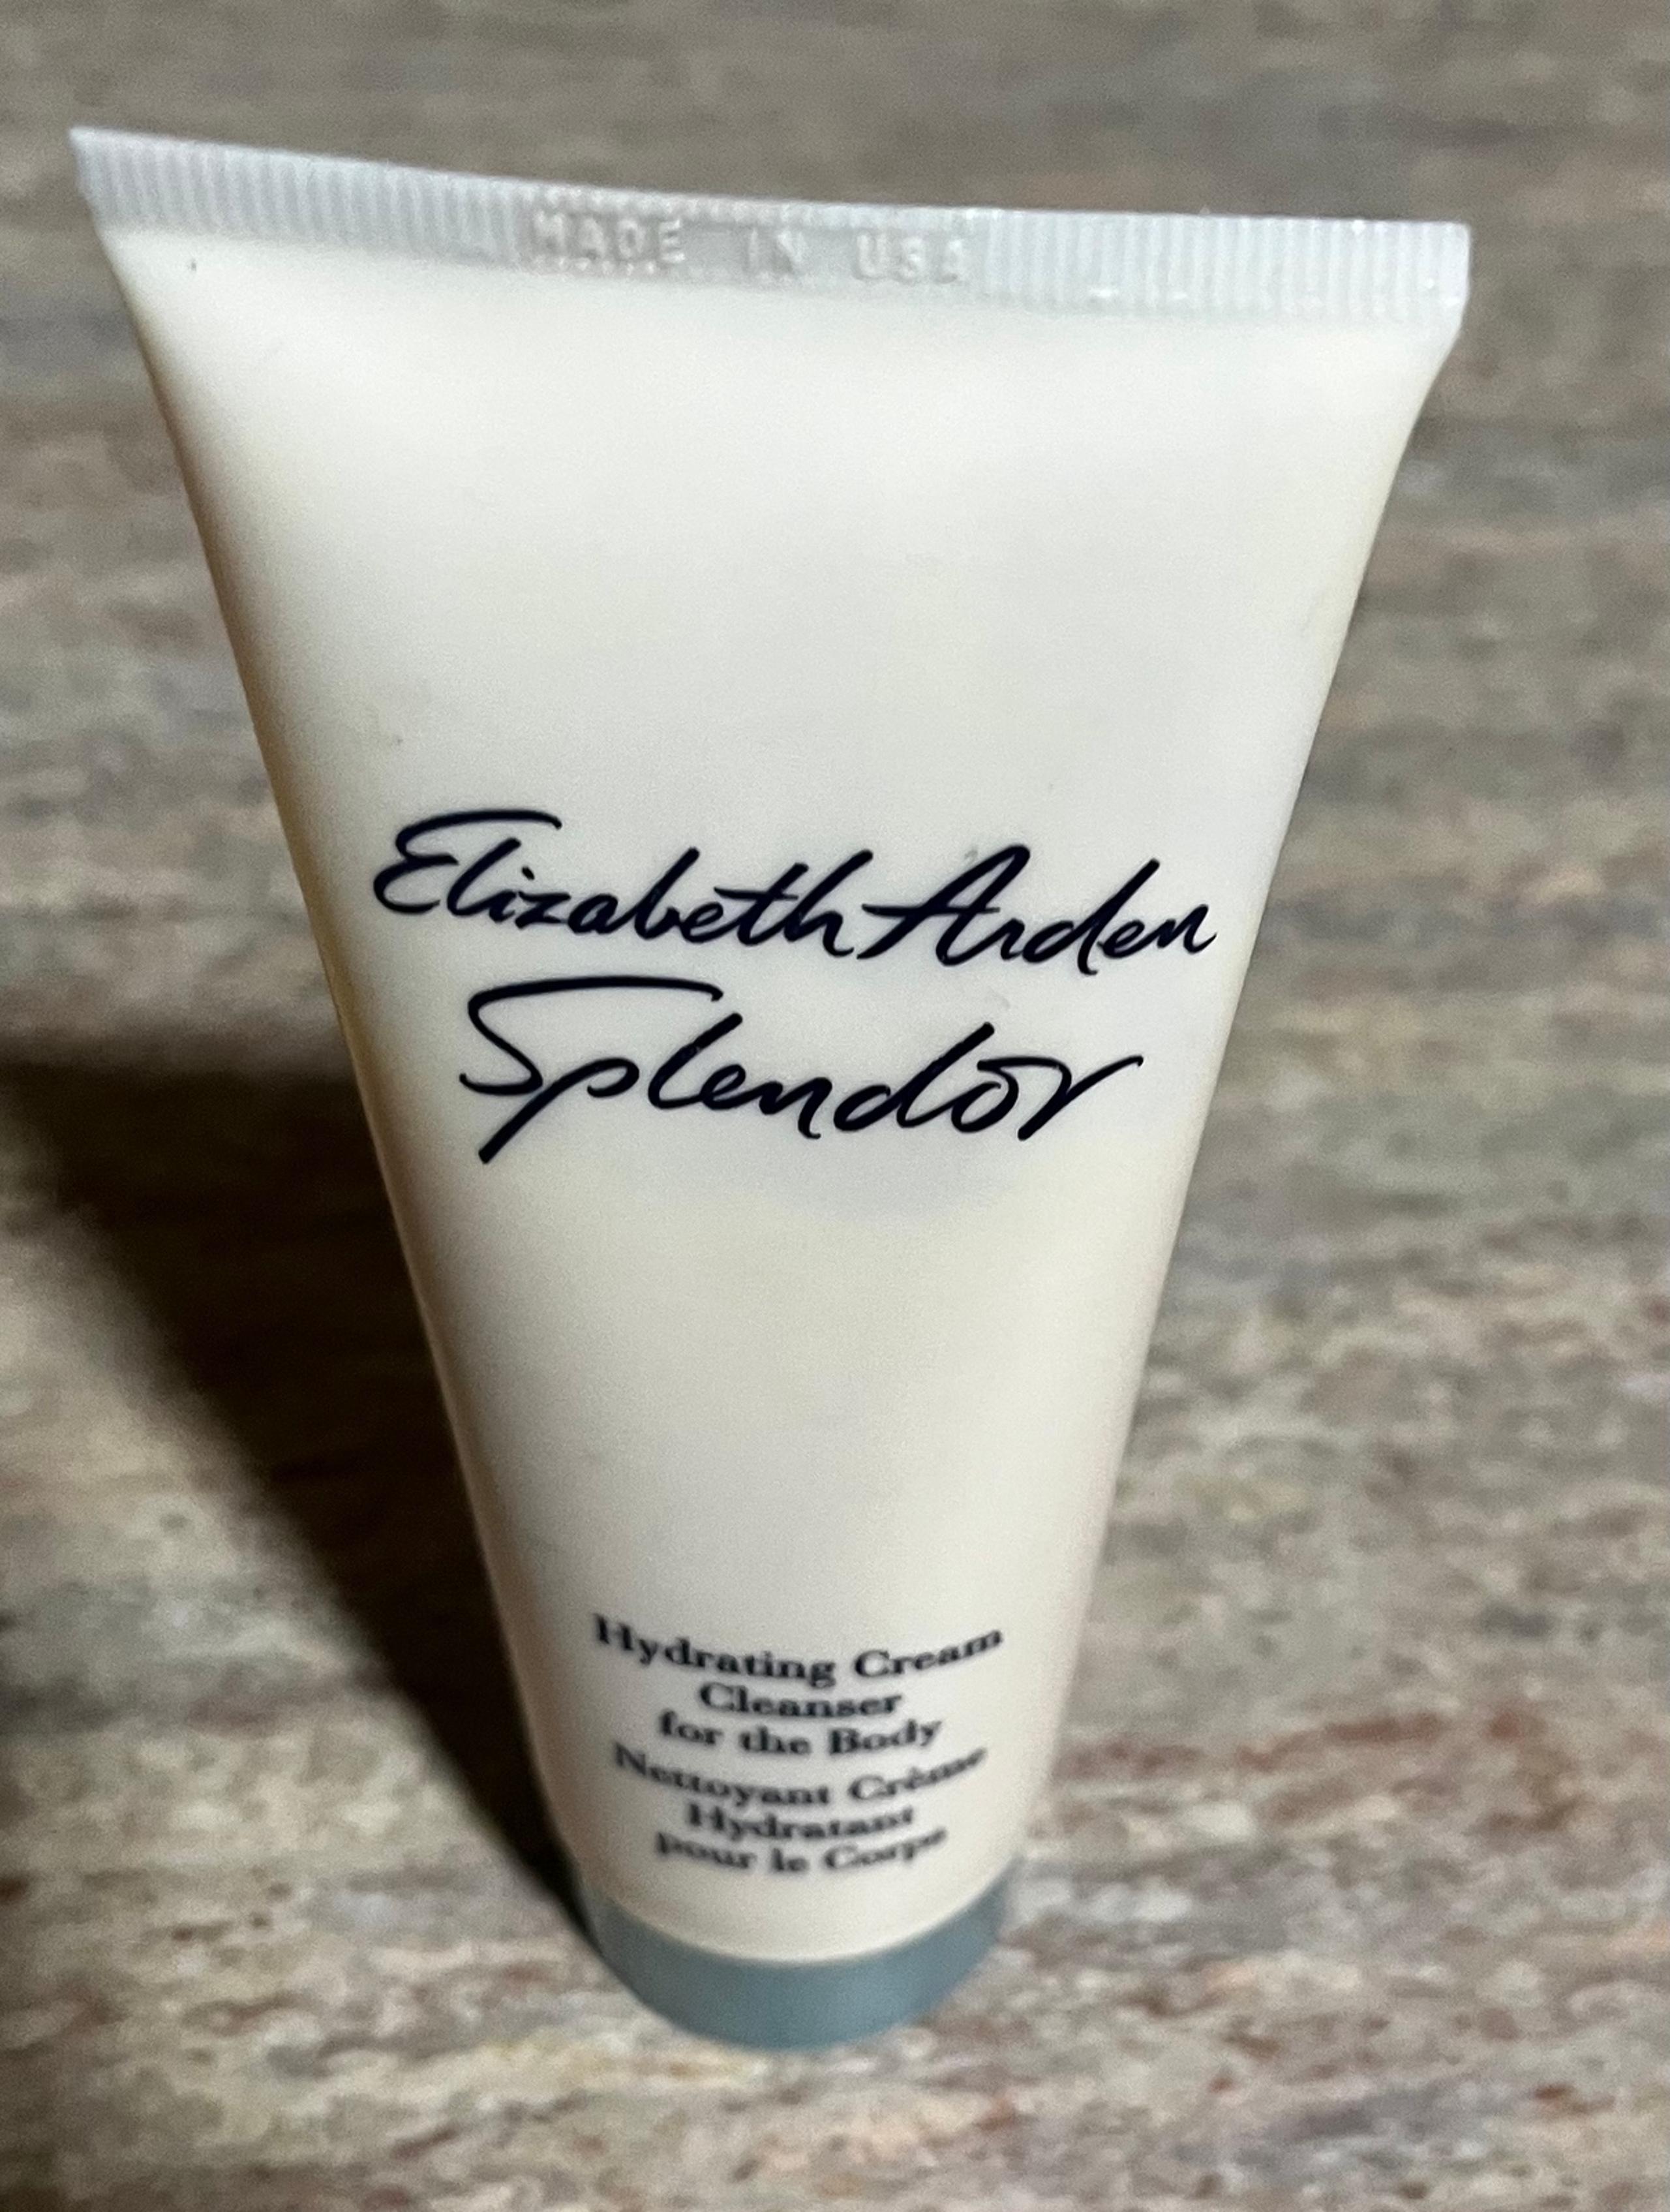 MADE IN USA
Elizabeth Arden
Splendor
Hydrating Cream
Cleanser
for the Body
Nettoyant Crème
Hydratant
pour le Corps